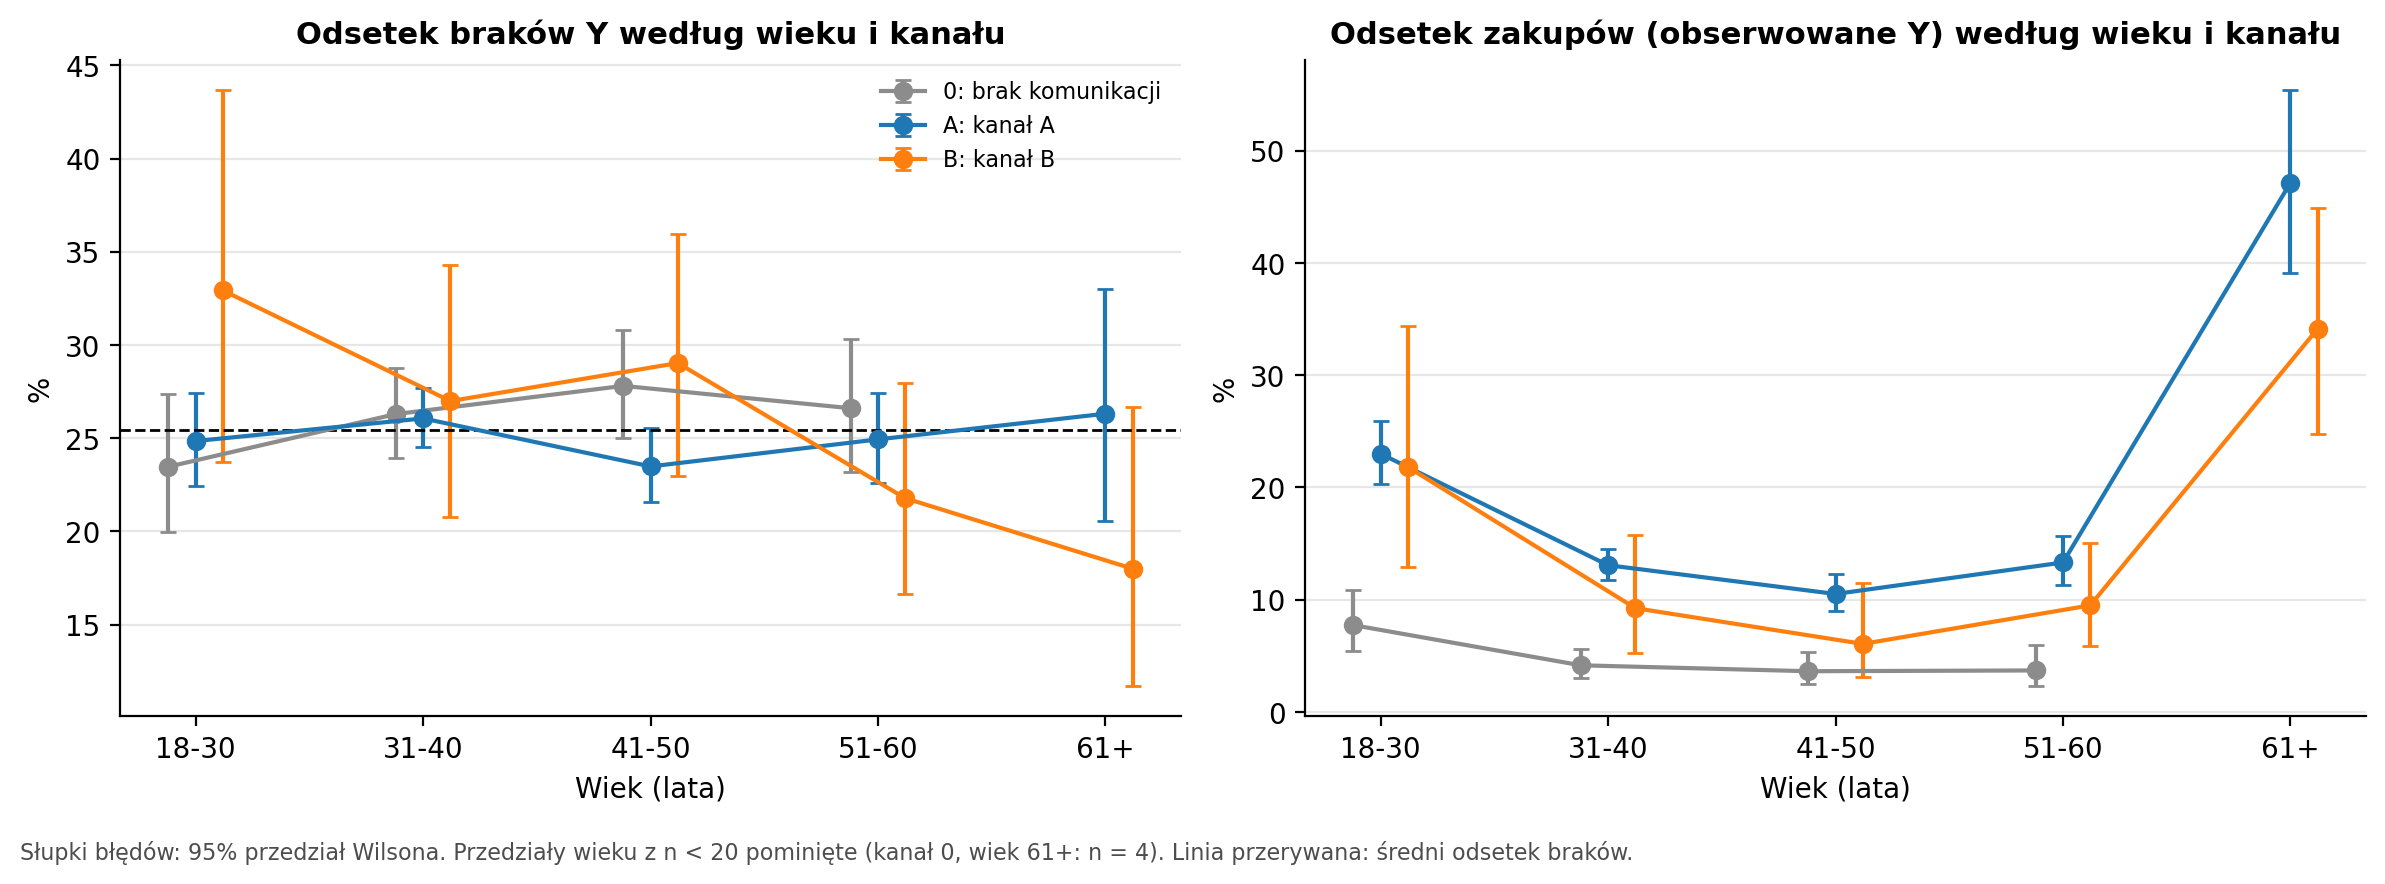 Odsetek braków Y według wieku i kanału
45
40
35
30
25
20
15
%
0: brak komunikacji
A: kanał A
B: kanał B
18-30 31-40 41-50 51-60 61+
Wiek (lata)
Odsetek zakupów (obserwowane Y) według wieku i kanału
50
40
30
20
10
0
%
18-30 31-40 41-50 51-60 61+
Wiek (lata)
Słupki błędów: 95% przedział Wilsona. Przedziały wieku z n < 20 pominięte (kanał 0, wiek 61+: n = 4). Linia przerywana: średni odsetek braków.